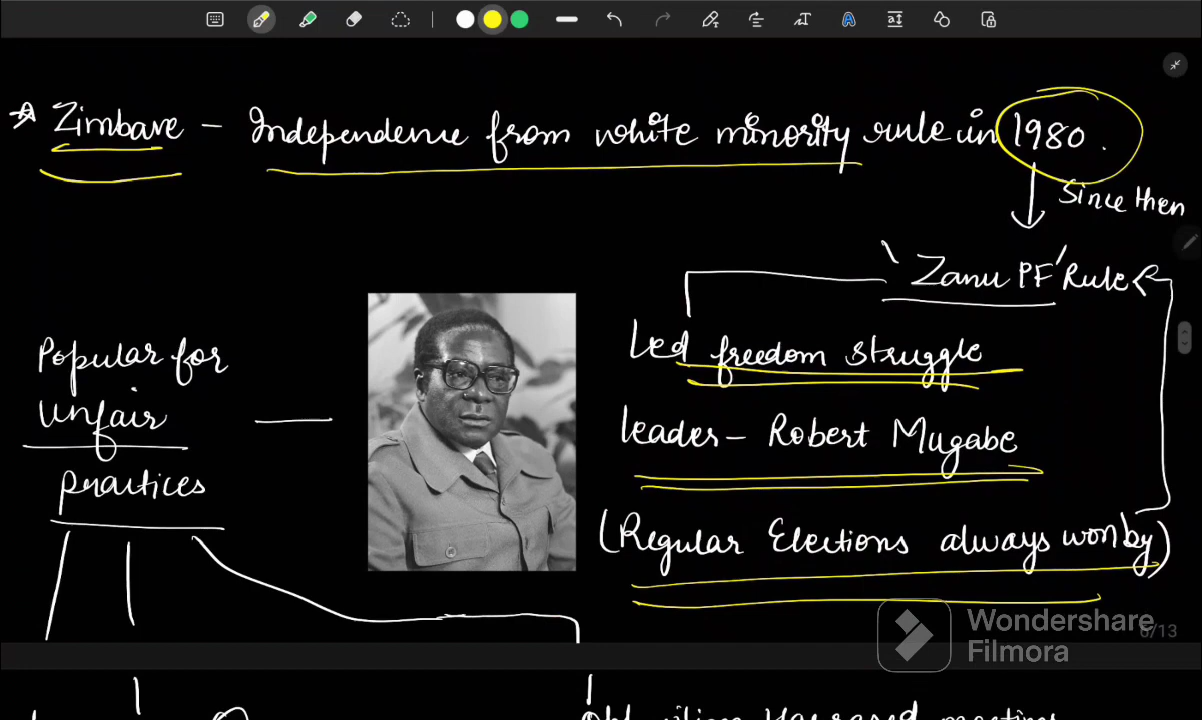 Zimbave – Independence from white minority rule in 1980.
Since then
'Zanu PF' Rule
Led freedom struggle
leader – Robert Mugabe
(Regular Elections always won by)
Popular for
unfair
practices
Wondershare
Filmora
6/13